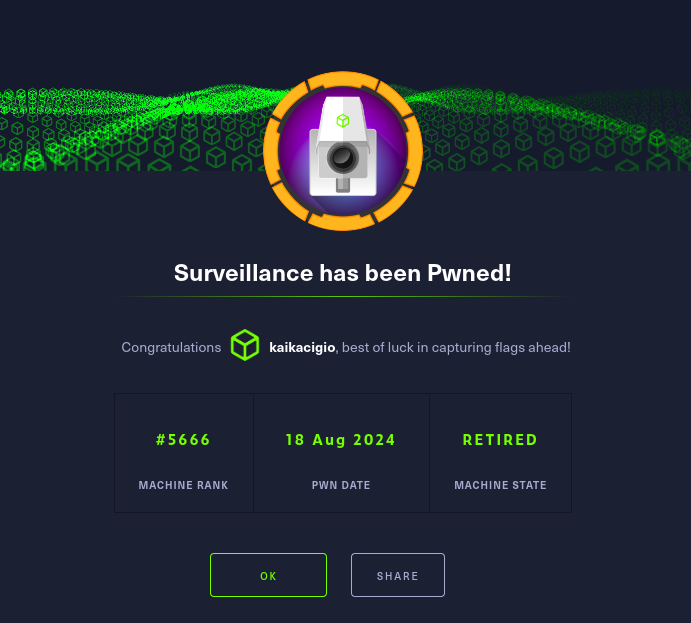 Surveillance has been Pwned!
Congratulations kaikacigio, best of luck in capturing flags ahead!
#5666 18 Aug 2024 RETIRED
MACHINE RANK PWN DATE MACHINE STATE
OK SHARE